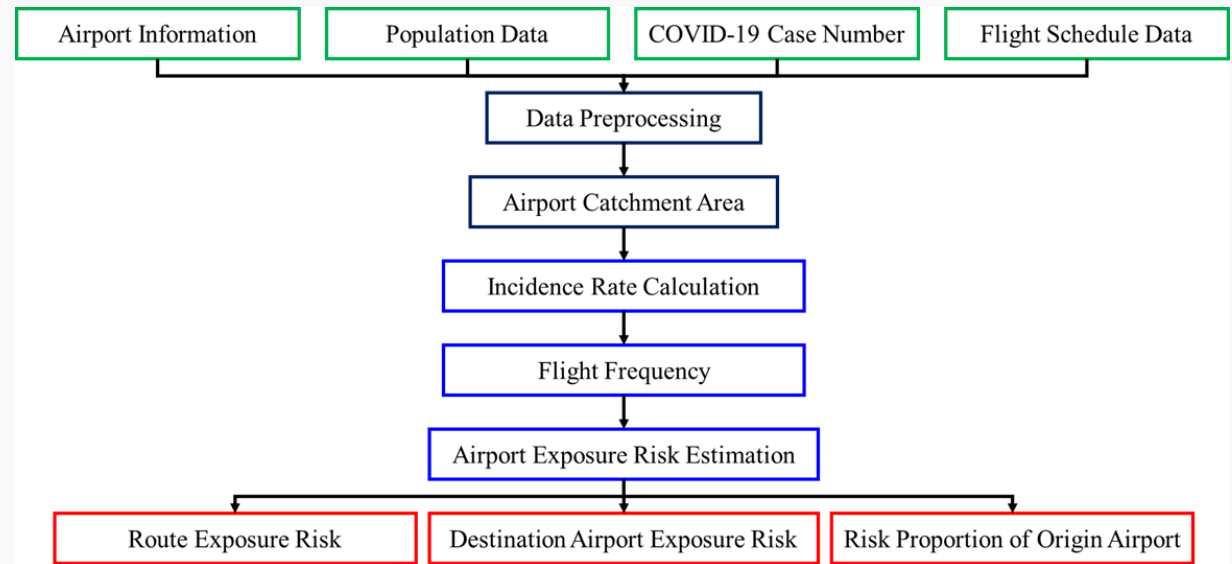 Airport Information
Population Data
COVID-19 Case Number
Flight Schedule Data
Data Preprocessing
Airport Catchment Area
Incidence Rate Calculation
Flight Frequency
Airport Exposure Risk Estimation
Route Exposure Risk
Destination Airport Exposure Risk
Risk Proportion of Origin Airport